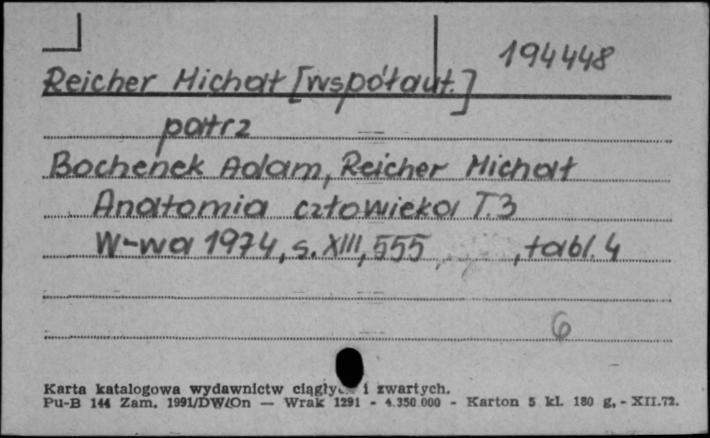 194448
Reicher Michał [współaut.]
patrz
Bochenek Adam, Reicher Michał
Anatomia człowieka T.3
W-wa 1974, s. XIII, 555 , tabl. 4
6
Karta katalogowa wydawnictw i zwartych.
Pu-B 144 Zam. 1991/DW/On — Wrak 1291 - 4.350.000 - Karton 5 kl. 180 g. - XII.72.